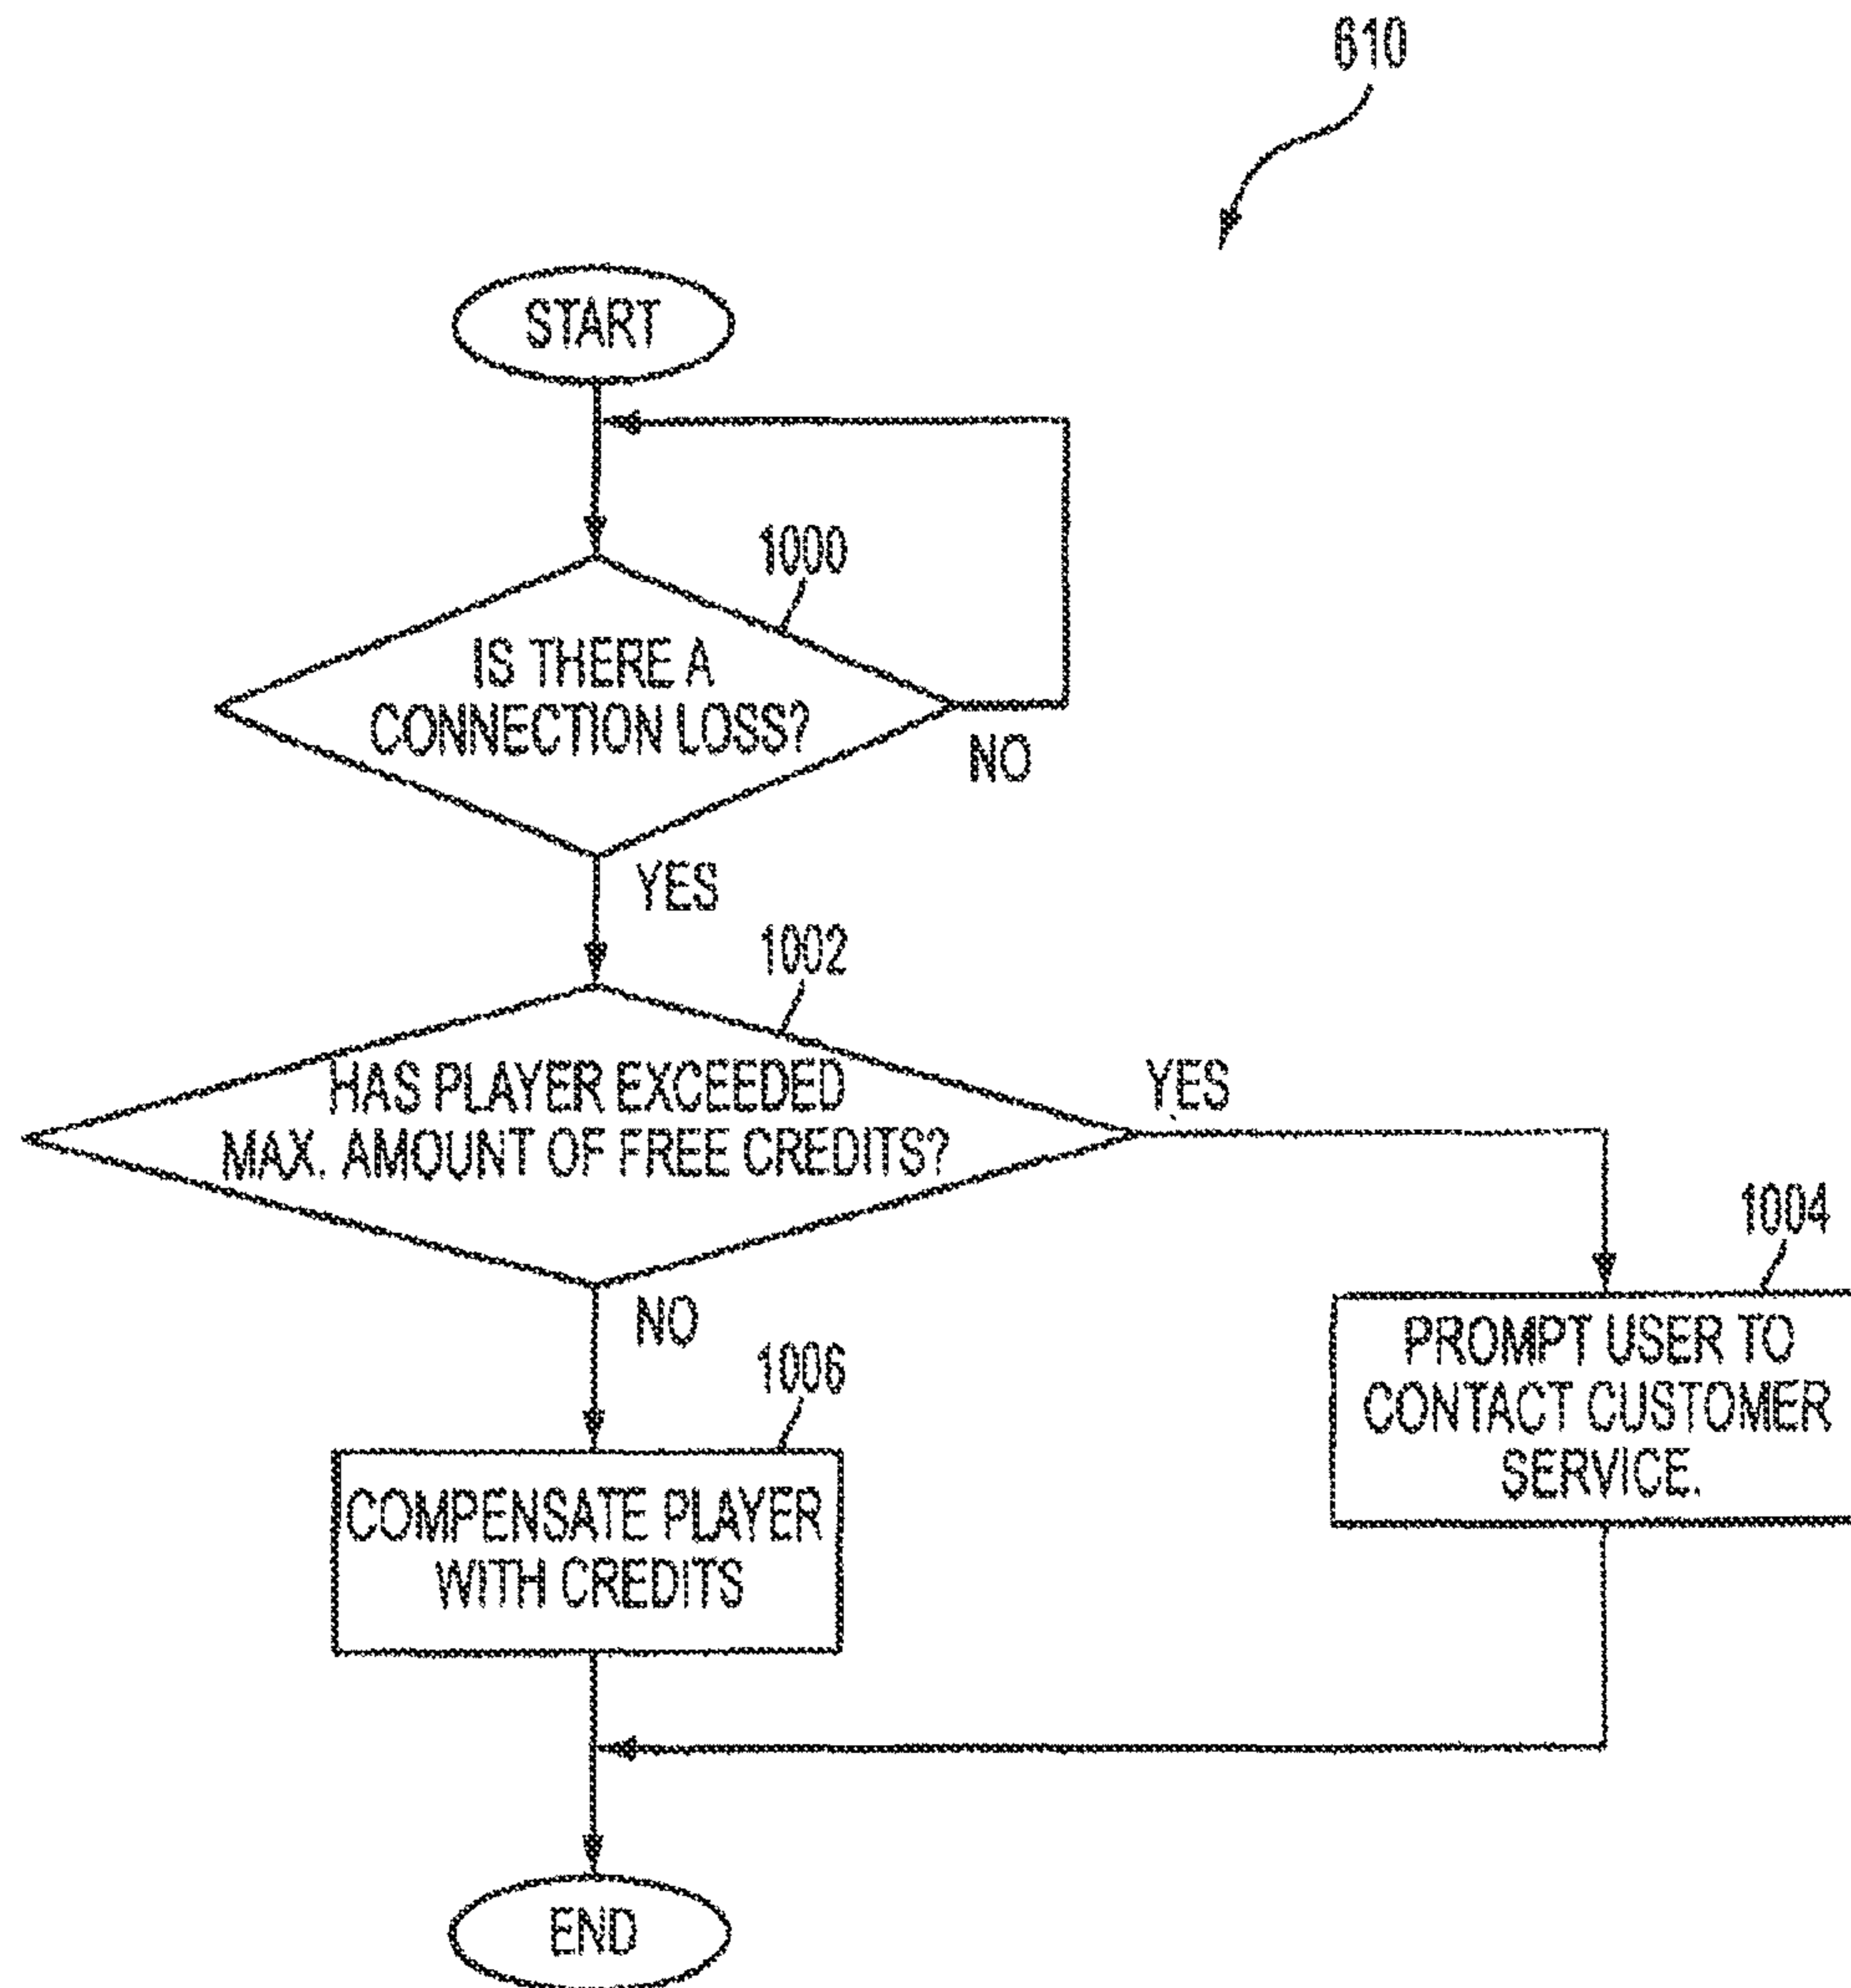 610
START
1000
IS THERE A
CONNECTION LOSS?
NO
YES
1002
HAS PLAYER EXCEEDED
MAX. AMOUNT OF FREE CREDITS?
YES
1004
PROMPT USER TO
CONTACT CUSTOMER
SERVICE.
NO
1006
COMPENSATE PLAYER
WITH CREDITS
END